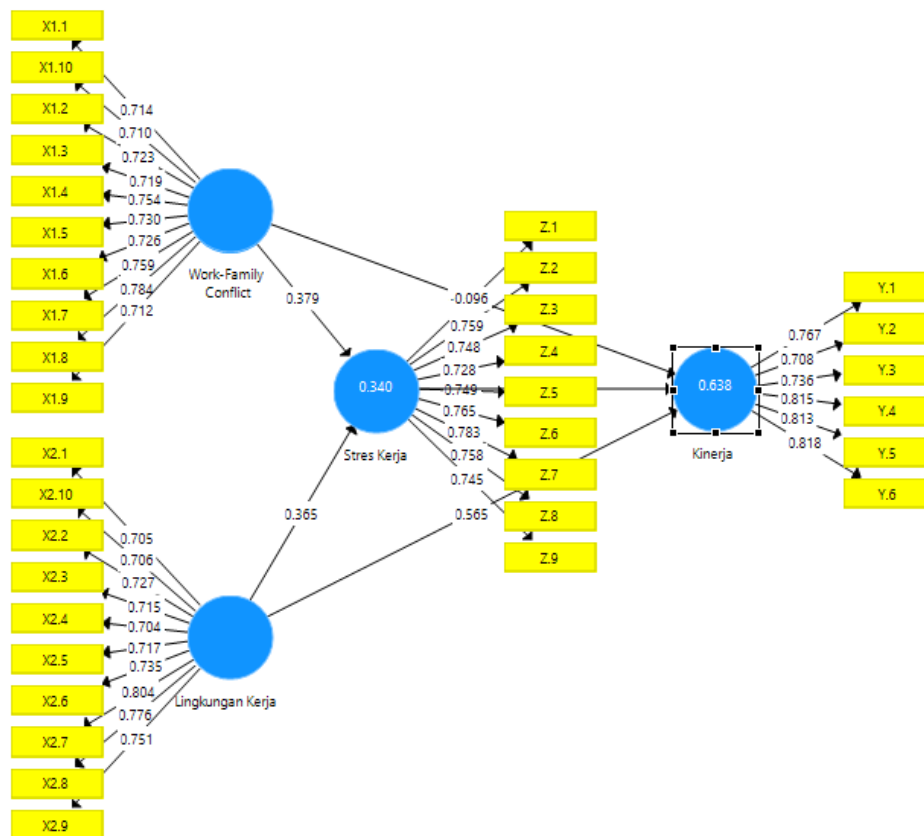 X1.1
X1.10
X1.2
X1.3
X1.4
X1.5
X1.6
X1.7
X1.8
X1.9
0.714
0.710
0.723
0.719
0.754
0.730
0.726
0.759
0.784
0.712
Work-Family
Conflict
0.379
-0.096
X2.1
X2.10
X2.2
X2.3
X2.4
X2.5
X2.6
X2.7
X2.8
X2.9
0.705
0.706
0.727
0.715
0.704
0.717
0.735
0.804
0.776
0.751
Lingkungan Kerja
0.365
0.565
0.340
Stres Kerja
0.759
0.748
0.728
0.749
0.765
0.783
0.758
0.745
Z.1
Z.2
Z.3
Z.4
Z.5
Z.6
Z.7
Z.8
Z.9
0.638
Kinerja
0.767
0.708
0.736
0.815
0.813
0.818
Y.1
Y.2
Y.3
Y.4
Y.5
Y.6